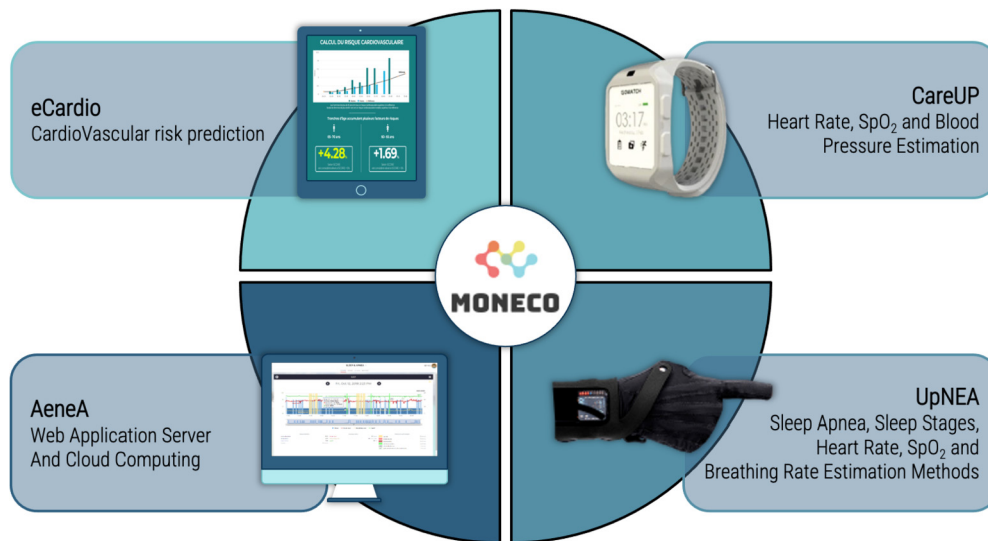 eCardio
CardioVascular risk prediction
CALCUL DU RISQUE CARDIOVASCULAIRE
+4.28
+1.69
CareUP
Heart Rate, SpO₂ and Blood
Pressure Estimation
03:17
MONECO
AeneA
Web Application Server
And Cloud Computing
UpNEA
Sleep Apnea, Sleep Stages,
Heart Rate, SpO₂ and
Breathing Rate Estimation Methods